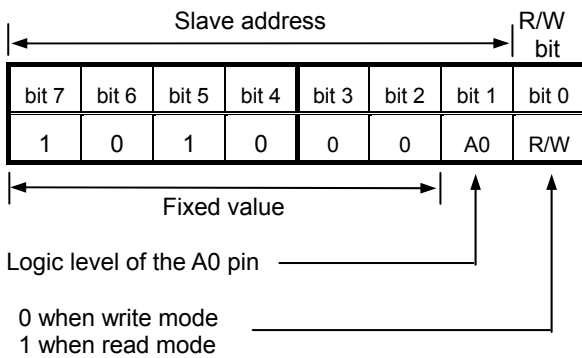 Slave address R/W
bit
bit 7 bit 6 bit 5 bit 4 bit 3 bit 2 bit 1 bit 0
1 0 1 0 0 0 A0 R/W
Fixed value
Logic level of the A0 pin
0 when write mode
1 when read mode